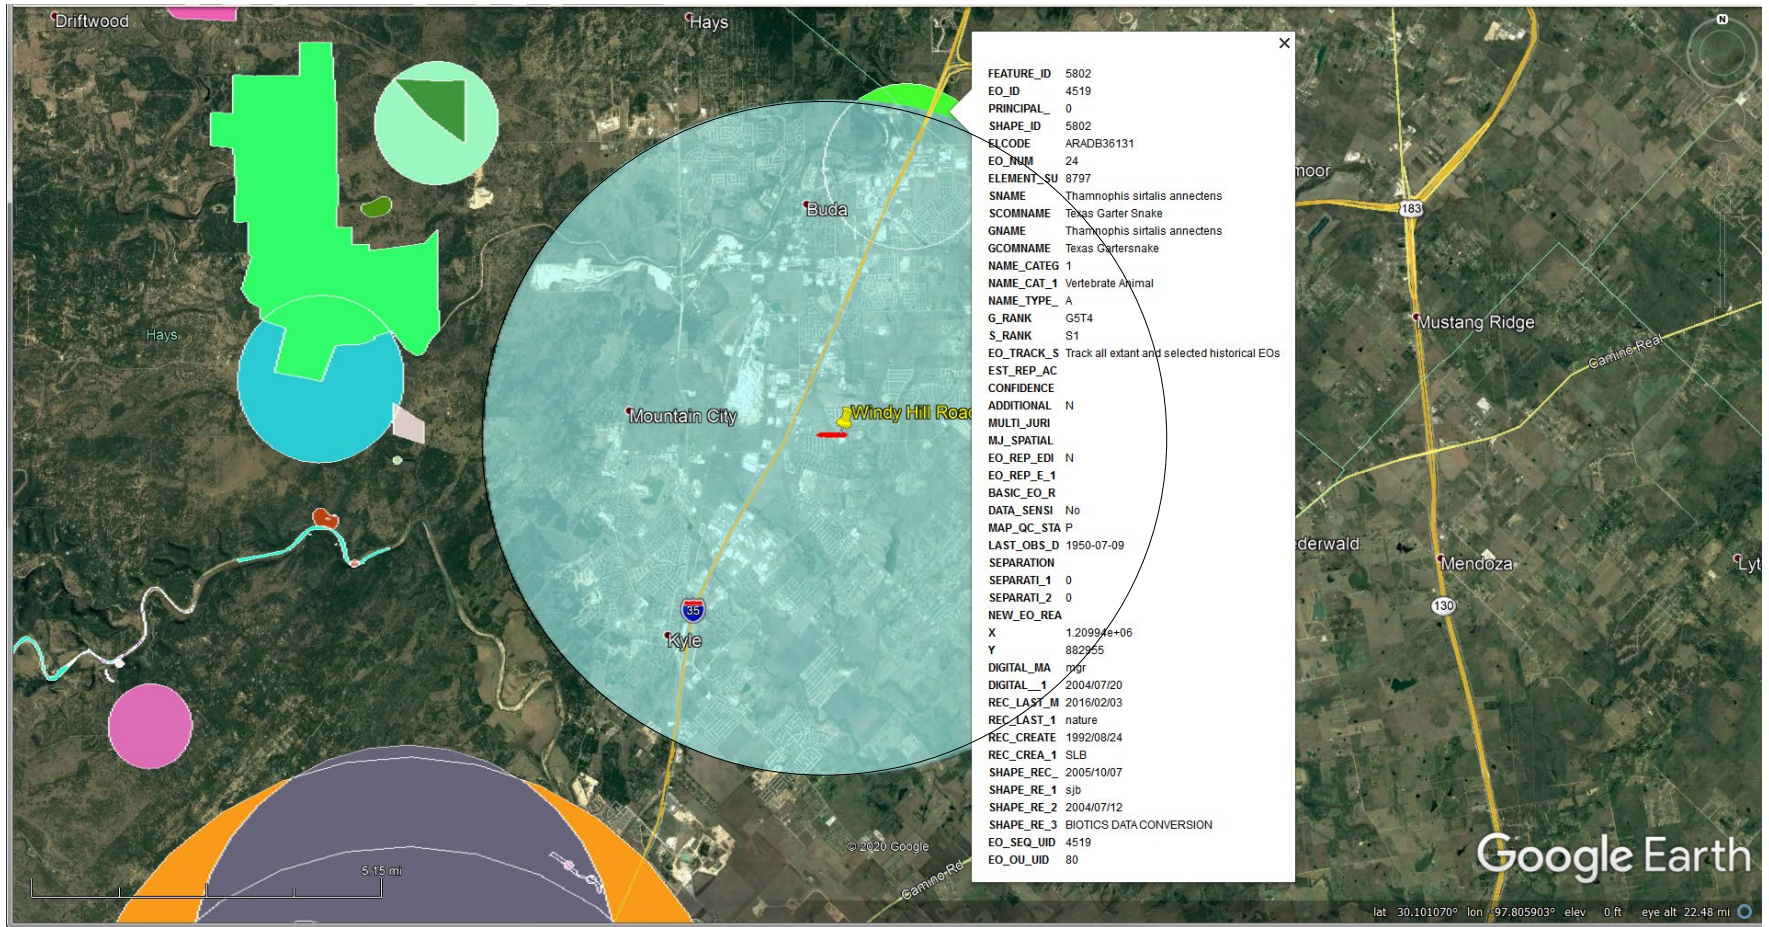 Driftwood
Hays
N
FEATURE_ID 5802
EO_ID 4519
PRINCIPAL_ 0
SHAPE_ID 5802
ELCODE ARADB36131
EO_NUM 24
ELEMENT_SU 8797
SNAME Thamnophis sirtalis annectens
SCOMNAME Texas Garter Snake
GNAME Thamnophis sirtalis annectens
GCOMNAME Texas Gartersnake
NAME_CATEG 1
NAME_CAT_1 Vertebrate Animal
NAME_TYPE_ A
G_RANK G5T4
S_RANK S1
EO_TRACK_S Track all extant and selected historical EOs
EST_REP_AC
CONFIDENCE
ADDITIONAL N
MULTI_JURI
MJ_SPATIAL
EO_REP_EDI N
EO_REP_E_1
BASIC_EO_R
DATA_SENSI No
MAP_QC_STA P
LAST_OBS_D 1950-07-09
SEPARATION
SEPARATI_1 0
SEPARATI_2 0
NEW_EO_REA
X 1.20994e+06
Y 882955
DIGITAL_MA mgr
DIGITAL__1 2004/07/20
REC_LAST_M 2016/02/03
REC_LAST_1 nature
REC_CREATE 1992/08/24
REC_CREA_1 SLB
SHAPE_REC_ 2005/10/07
SHAPE_RE_1 sjb
SHAPE_RE_2 2004/07/12
SHAPE_RE_3 BIOTICS DATA CONVERSION
EO_SEQ_UID 4519
EO_OU_UID 80
moor
183
Buda
Hays
Mustang Ridge
Camino Real
Mountain City
Windy Hill Road
derwald
Mendoza
Lyt
130
35
Kyle
© 2020 Google
Camino Rd
5.15 mi
Google Earth
lat 30.101070° lon -97.805903° elev 0 ft eye alt 22.48 mi